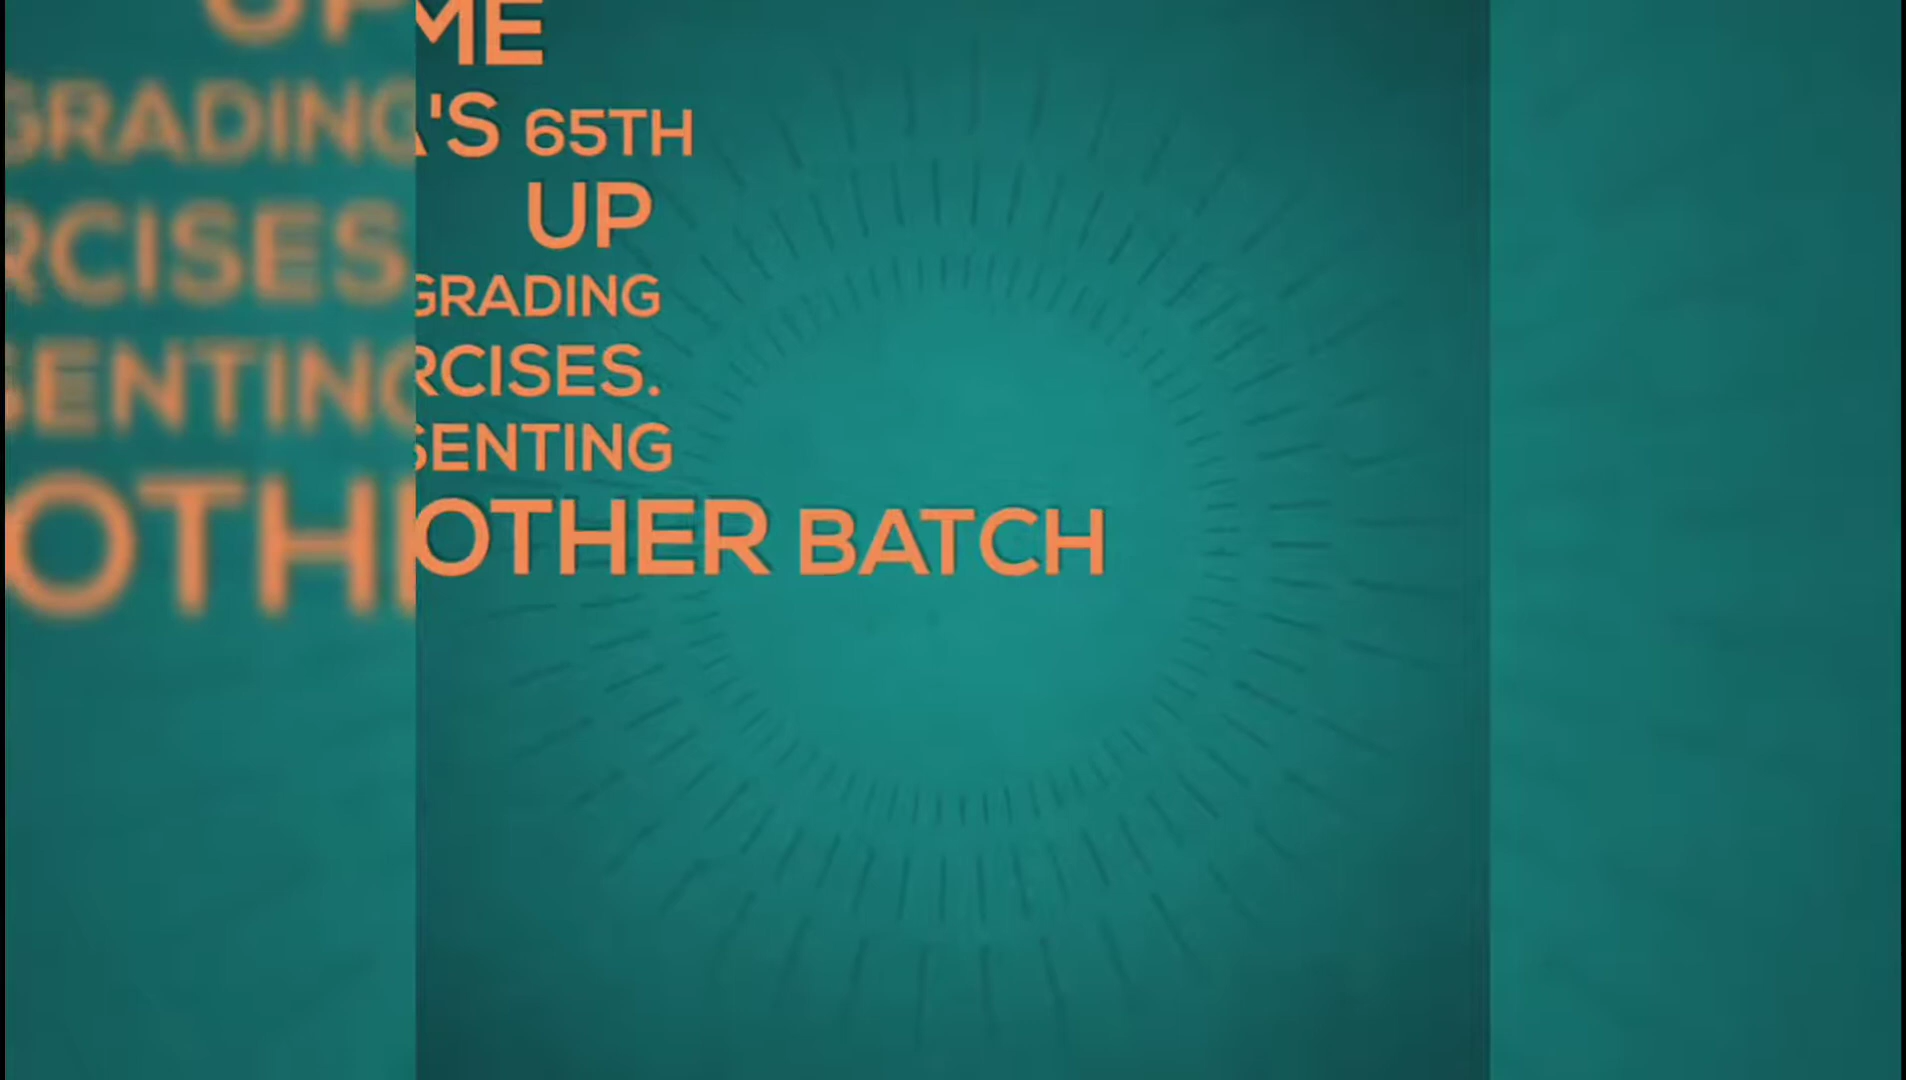 ME
'S 65TH
UP
GRADING
RCISES.
SENTING
OTHER BATCH